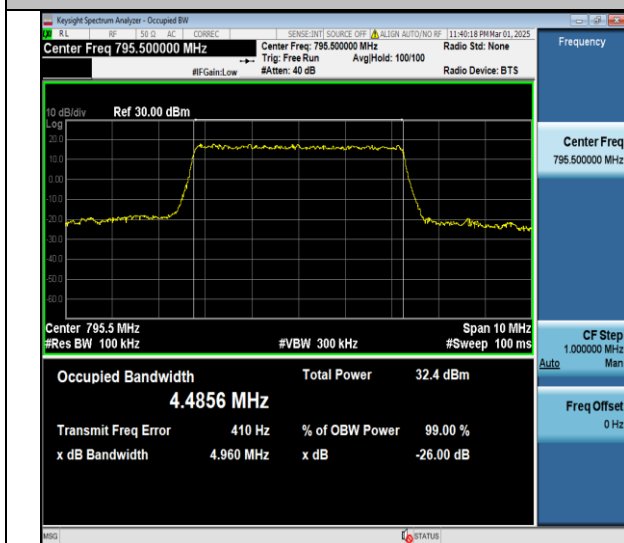 Keysight Spectrum Analyzer - Occupied BW
RL RF 50 Ω AC CORREC SENSE:INT SOURCE OFF ALIGN AUTO/NO RF 11:40:18 PM Mar 01, 2025
Center Freq 795.500000 MHz
Center Freq: 795.500000 MHz
Radio Std: None
Trig: Free Run Avg|Hold: 100/100
#IFGain:Low #Atten: 40 dB Radio Device: BTS
Frequency
10 dB/div Ref 30.00 dBm
Log
20.0
10.0
0.00
-10.0
-20.0
-30.0
-40.0
-50.0
-60.0
Center Freq
795.500000 MHz
Center 795.5 MHz Span 10 MHz
#Res BW 100 kHz #VBW 300 kHz #Sweep 100 ms
CF Step
1.000000 MHz
Auto Man
Occupied Bandwidth Total Power 32.4 dBm
4.4856 MHz
Transmit Freq Error 410 Hz % of OBW Power 99.00 %
x dB Bandwidth 4.960 MHz x dB -26.00 dB
Freq Offset
0 Hz
MSG STATUS